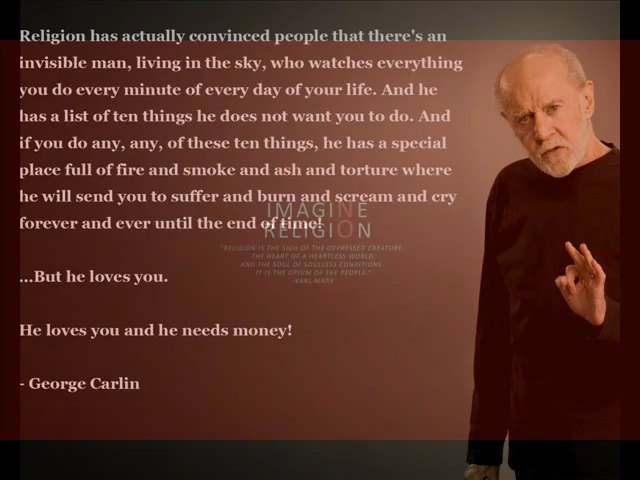 Religion has actually convinced people that there's an
invisible man, living in the sky, who watches everything
you do every minute of every day of your life. And he
has a list of ten things he does not want you to do. And
if you do any, any, of these ten things, he has a special
place full of fire and smoke and ash and torture where
he will send you to suffer and burn and scream and cry
forever and ever until the end of time!
IMAGINE
RELIGION
"RELIGION IS THE SIGH OF THE OPPRESSED CREATURE,
THE HEART OF A HEARTLESS WORLD,
AND THE SOUL OF SOULLESS CONDITIONS.
IT IS THE OPIUM OF THE PEOPLE."
-KARL MARX
...But he loves you.
He loves you and he needs money!
- George Carlin